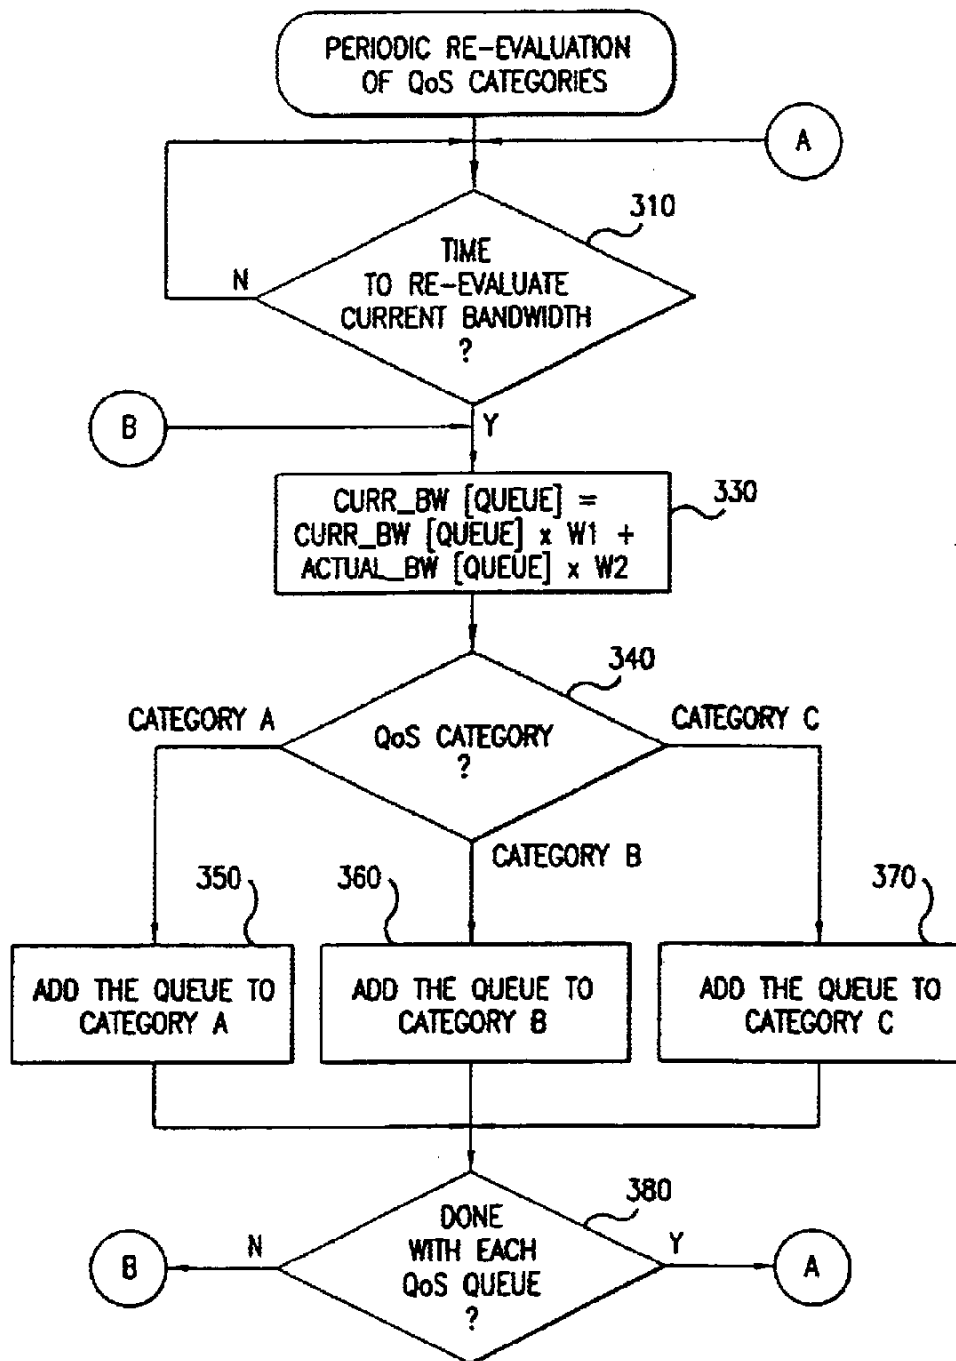 PERIODIC RE-EVALUATION
OF QoS CATEGORIES
A
310
TIME
TO RE-EVALUATE
CURRENT BANDWIDTH
?
N
B
Y
330
CURR_BW [QUEUE] =
CURR_BW [QUEUE] x W1 +
ACTUAL_BW [QUEUE] x W2
340
CATEGORY A
QoS CATEGORY
?
CATEGORY C
CATEGORY B
350
360
370
ADD THE QUEUE TO
CATEGORY A
ADD THE QUEUE TO
CATEGORY B
ADD THE QUEUE TO
CATEGORY C
380
DONE
WITH EACH
QoS QUEUE
?
N
Y
B
A